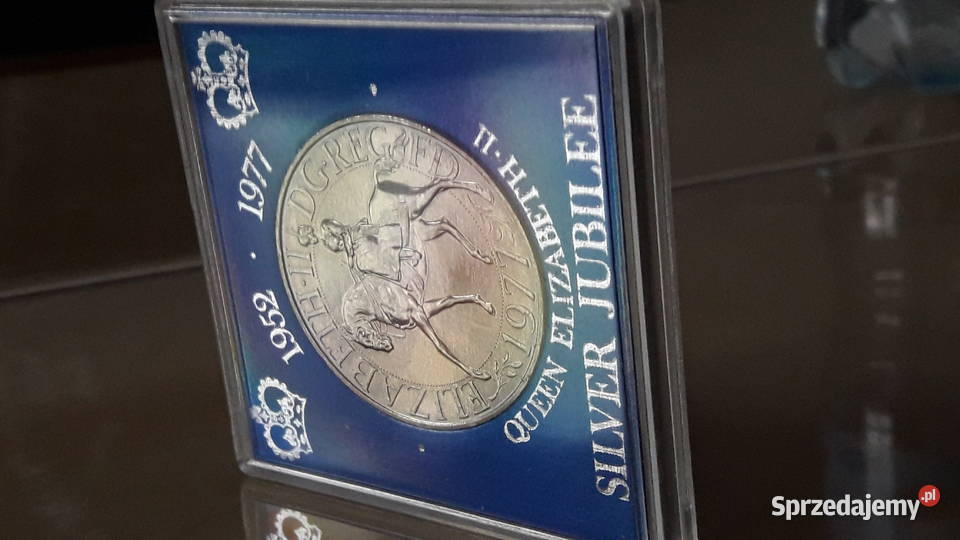 1952 · 1977
ELIZABETH · II DG · REG FD 1977
QUEEN ELIZABETH · II
SILVER JUBILEE
Sprzedajemy.pl